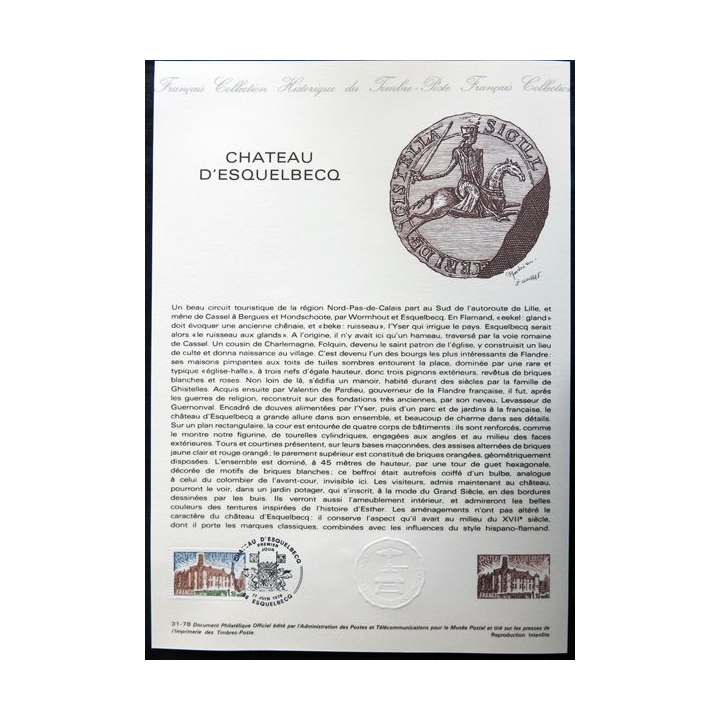 Français Collection Historique du Timbre-Poste Français Collection
CHATEAU
D'ESQUELBECQ
SIGILL
GISTELLA
Un beau circuit touristique de la région Nord-Pas-de-Calais part au Sud de l'autoroute de Lille, et
mène de Cassel à Bergues et Hondschoote, par Wormhout et Esquelbecq. En Flamand, «eekel : gland»
doit évoquer une ancienne chênaie, et «beke : ruisseau», l'Yser qui irrigue le pays. Esquelbecq serait
alors «le ruisseau aux glands». A l'origine, il n'y avait ici qu'un hameau, traversé par la voie romaine
de Cassel. Un cousin de Charlemagne, Folquin, devenu le saint patron de l'église, y construisit un lieu
de culte et donna naissance au village. C'est devenu l'un des bourgs les plus intéressants de Flandre :
ses maisons pimpantes aux toits de tuiles sombres entourent la place, dominée par une rare et
typique «église-halle», à trois nefs d'égale hauteur, donc trois pignons extérieurs, revêtus de briques
blanches et roses. Non loin de là, s'édifia un manoir, habité durant des siècles par la famille de
Ghistelles. Acquis ensuite par Valentin de Pardieu, gouverneur de la Flandre française, il fut, après
les guerres de religion, reconstruit sur des fondations très anciennes, par son neveu, Levasseur de
Guernonval. Encadré de douves alimentées par l'Yser, puis d'un parc et de jardins à la française, le
château d'Esquelbecq a grande allure dans son ensemble, et beaucoup de charme dans ses détails.
Sur un plan rectangulaire, la cour est entourée de quatre corps de bâtiments : ils sont renforcés, comme
le montre notre figurine, de tourelles cylindriques, engagées aux angles et au milieu des faces
extérieures. Tours et courtines présentent, sur leurs bases maçonnées, des assises alternées de briques
jaune clair et rouge orangé ; le parement supérieur est constitué de briques orangées, géométriquement
disposées. L'ensemble est dominé, à 45 mètres de hauteur, par une tour de guet hexagonale,
décorée de motifs de briques blanches ; ce beffroi était autrefois coiffé d'un bulbe, analogue
à celui du colombier de l'avant-cour, invisible ici. Les visiteurs, admis maintenant au château,
pourront le voir, dans un jardin potager, qui s'inscrit, à la mode du Grand Siècle, en des bordures
dessinées par les buis. Ils verront aussi l'ameublement intérieur, et admireront les belles
couleurs des tentures inspirées de l'histoire d'Esther. Les aménagements n'ont pas altéré le
caractère du château d'Esquelbecq : il conserve l'aspect qu'il avait au milieu du XVIIe siècle,
dont il porte les marques classiques, combinées avec les influences du style hispano-flamand.
CHATEAU D'ESQUELBECQ
PREMIER
JOUR
17 JUIN 1978
ESQUELBECQ
FRANCE
31-78 Document Philatélique Officiel édité par l'Administration des Postes et Télécommunications pour le Musée Postal et tiré sur les presses de
l'Imprimerie des Timbres-Poste.
Reproduction interdite